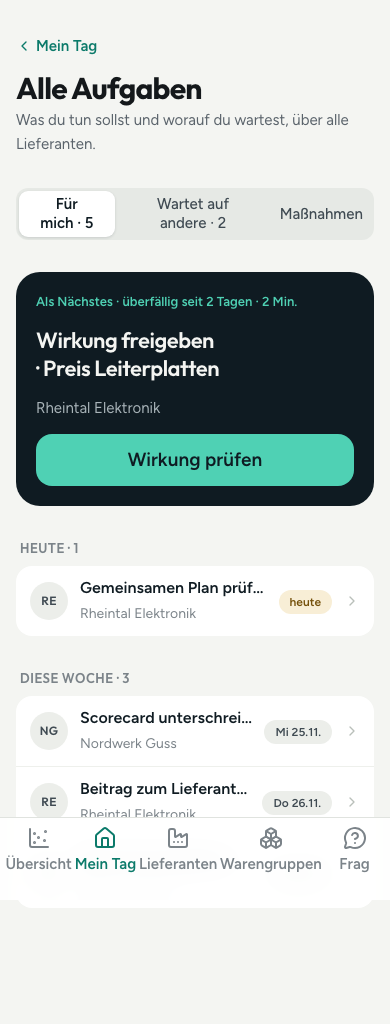 Mein Tag
Alle Aufgaben
Was du tun sollst und worauf du wartest, über alle
Lieferanten.
Für
mich · 5
Wartet auf
andere · 2
Maßnahmen
Als Nächstes · überfällig seit 2 Tagen · 2 Min.
Wirkung freigeben
· Preis Leiterplatten
Rheintal Elektronik
Wirkung prüfen
HEUTE · 1
RE
Gemeinsamen Plan prüf…
Rheintal Elektronik
heute
DIESE WOCHE · 3
NG
Scorecard unterschrei…
Nordwerk Guss
Mi 25.11.
RE
Beitrag zum Lieferant…
Rheintal Elektronik
Do 26.11.
Übersicht
Mein Tag
Lieferanten
Warengruppen
Frag